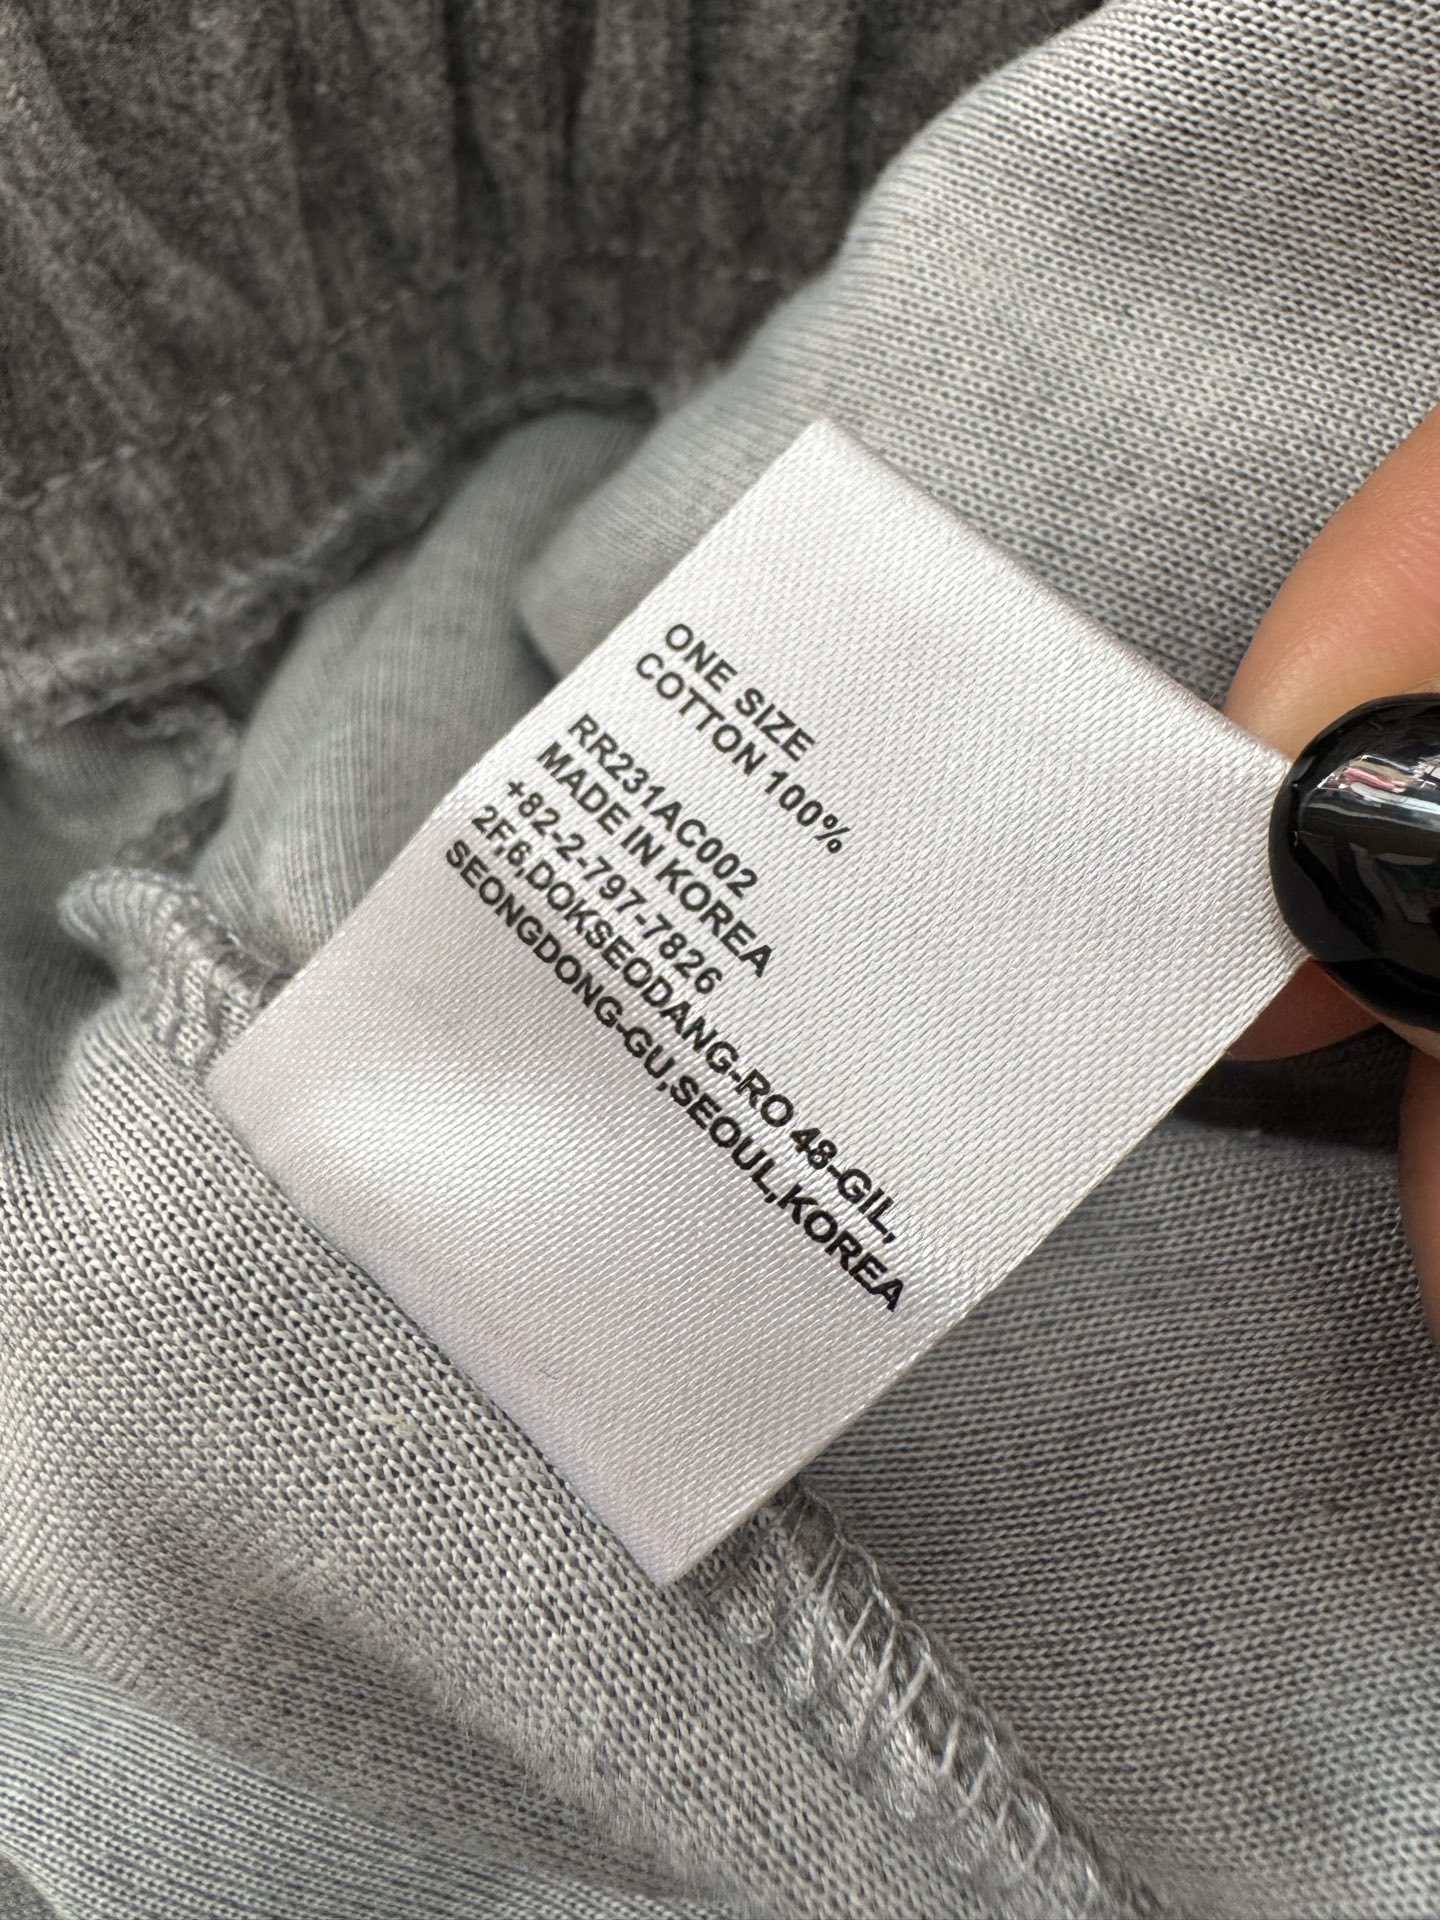 ONE SIZE
COTTON 100%
RR231AC002
MADE IN KOREA
+82-2-797-7826
2F,6,DOKSEODANG-RO 48-GIL,
SEONGDONG-GU,SEOUL,KOREA